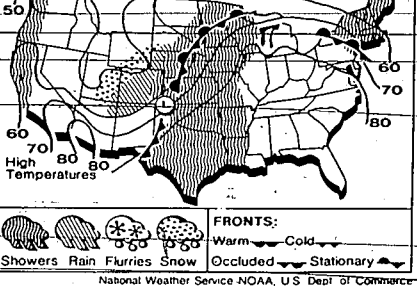 50
60
70
80
60
70
80
80
High
Temperatures
L
FRONTS:
Warm Cold
Showers Rain Flurries Snow
Occluded Stationary
National Weather Service NOAA, U S Dept of Commerce